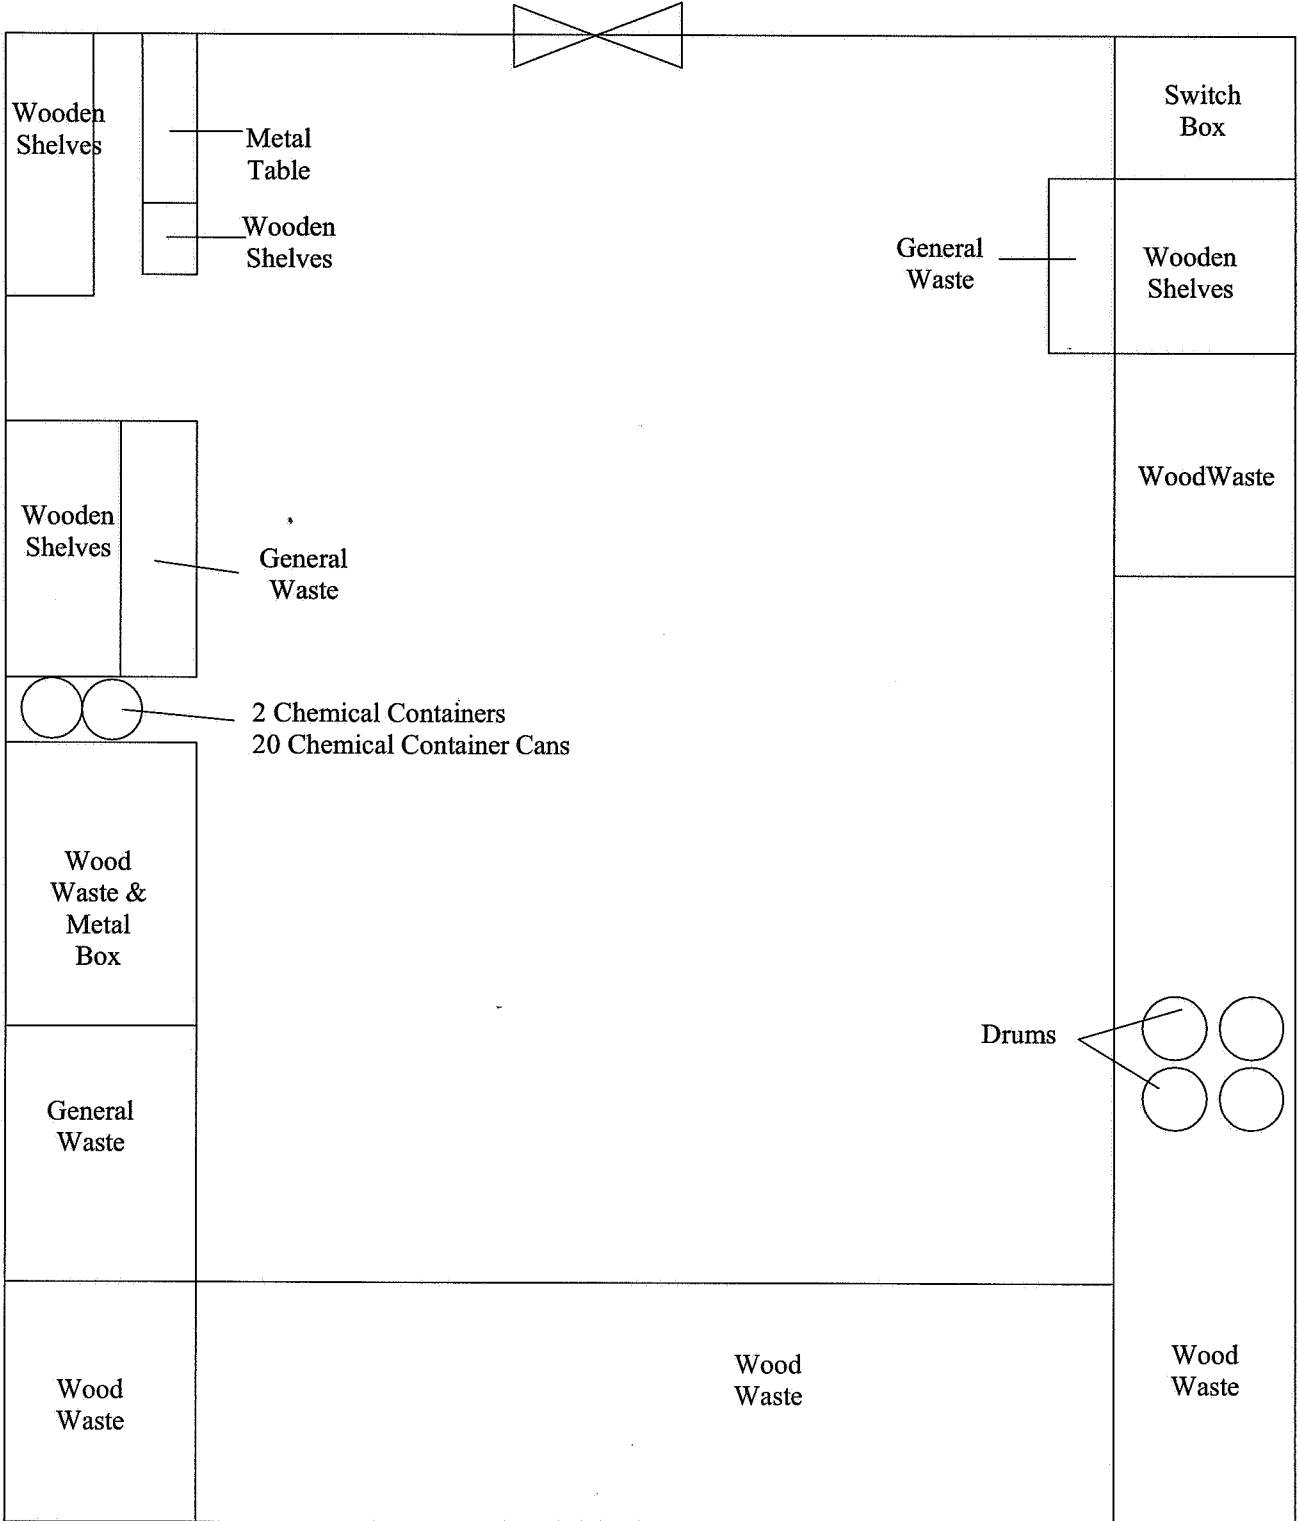 Wooden
Shelves
Metal
Table
Wooden
Shelves
Switch
Box
General
Waste
Wooden
Shelves
WoodWaste
Wooden
Shelves
General
Waste
2 Chemical Containers
20 Chemical Container Cans
Wood
Waste &
Metal
Box
Drums
General
Waste
Wood
Waste
Wood
Waste
Wood
Waste